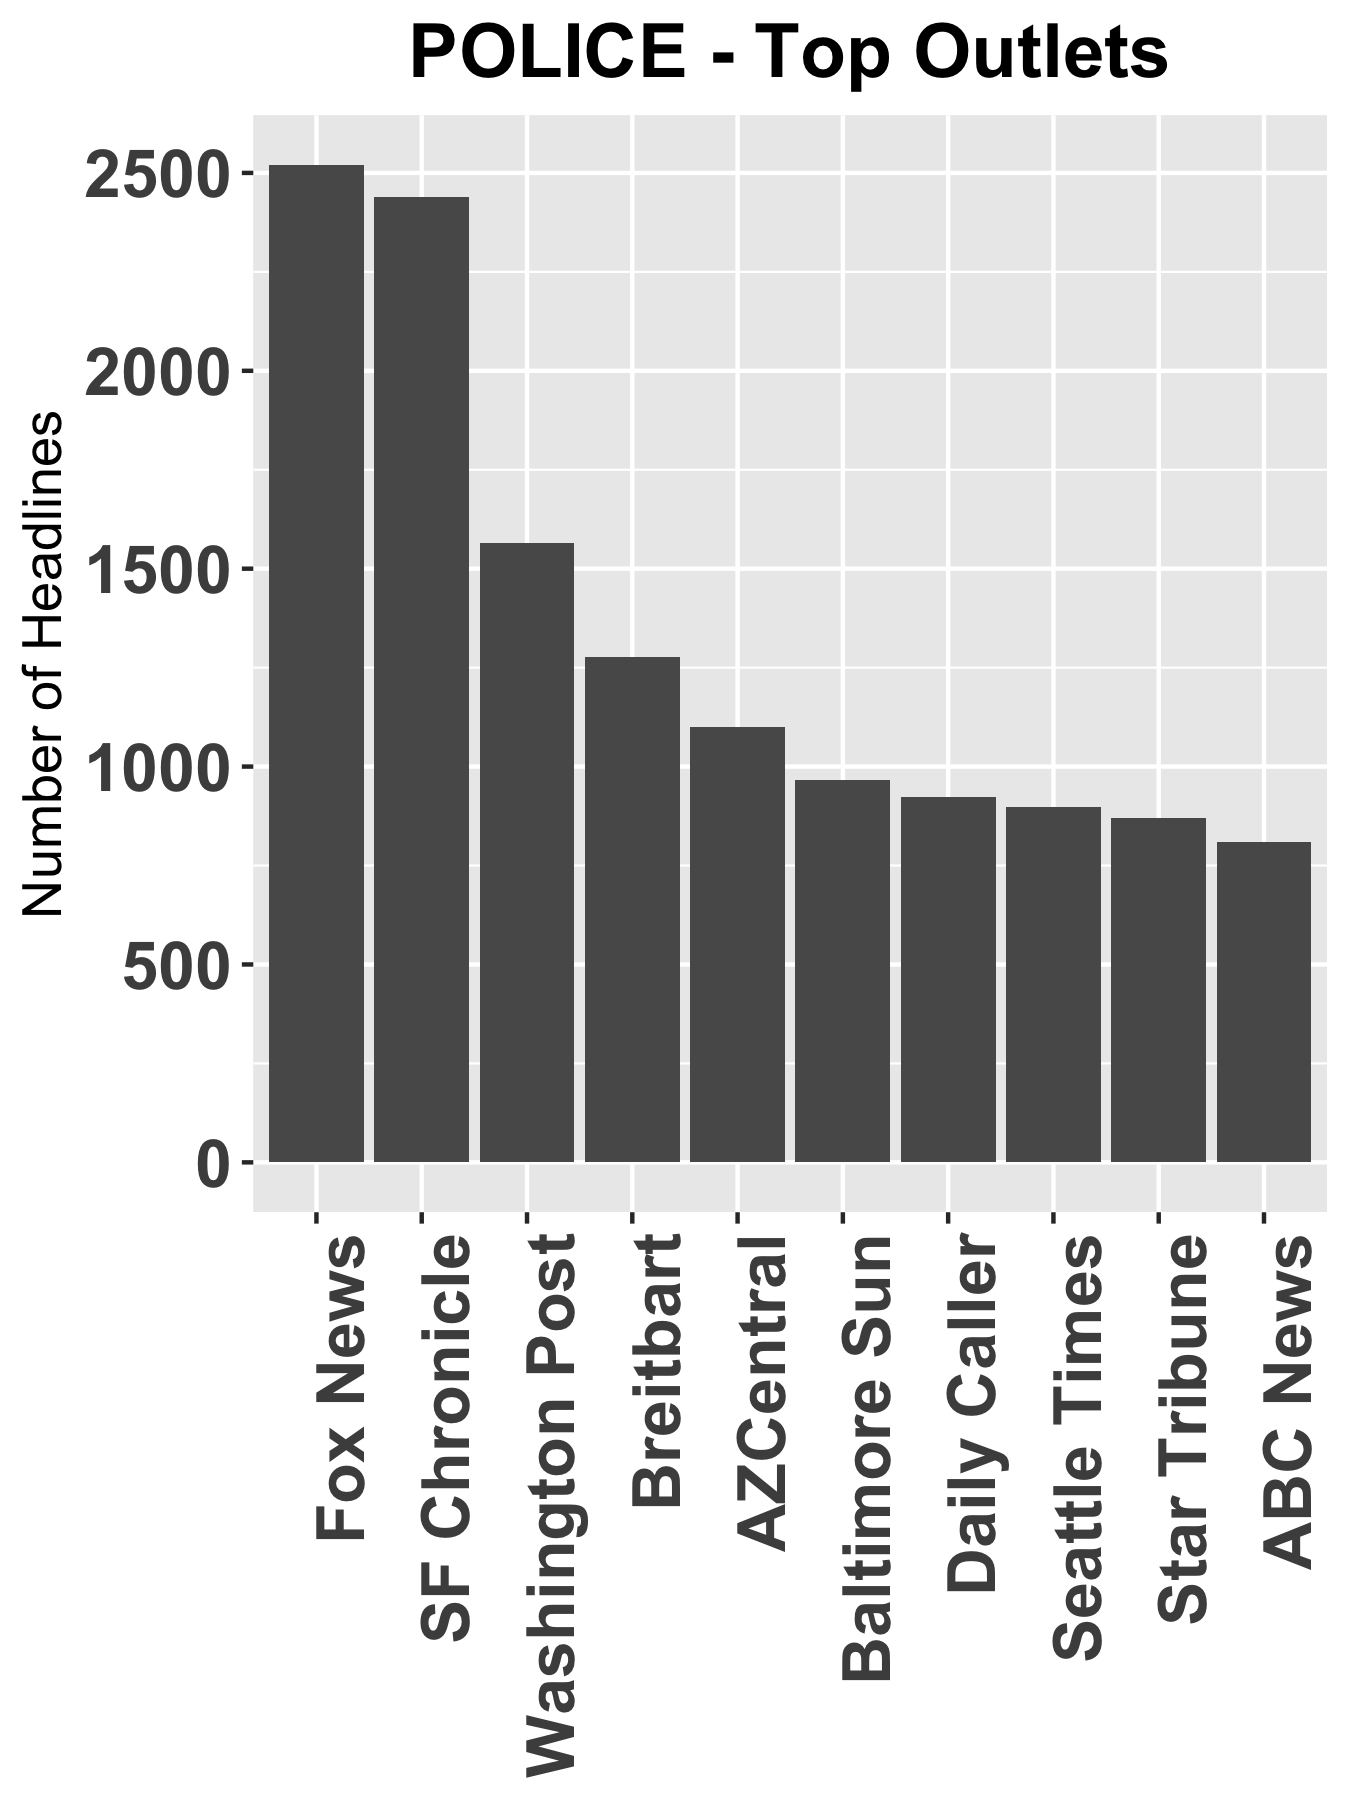 POLICE - Top Outlets
Number of Headlines
2500
2000
1500
1000
500
0
Fox News
SF Chronicle
Washington Post
Breitbart
AZCentral
Baltimore Sun
Daily Caller
Seattle Times
Star Tribune
ABC News